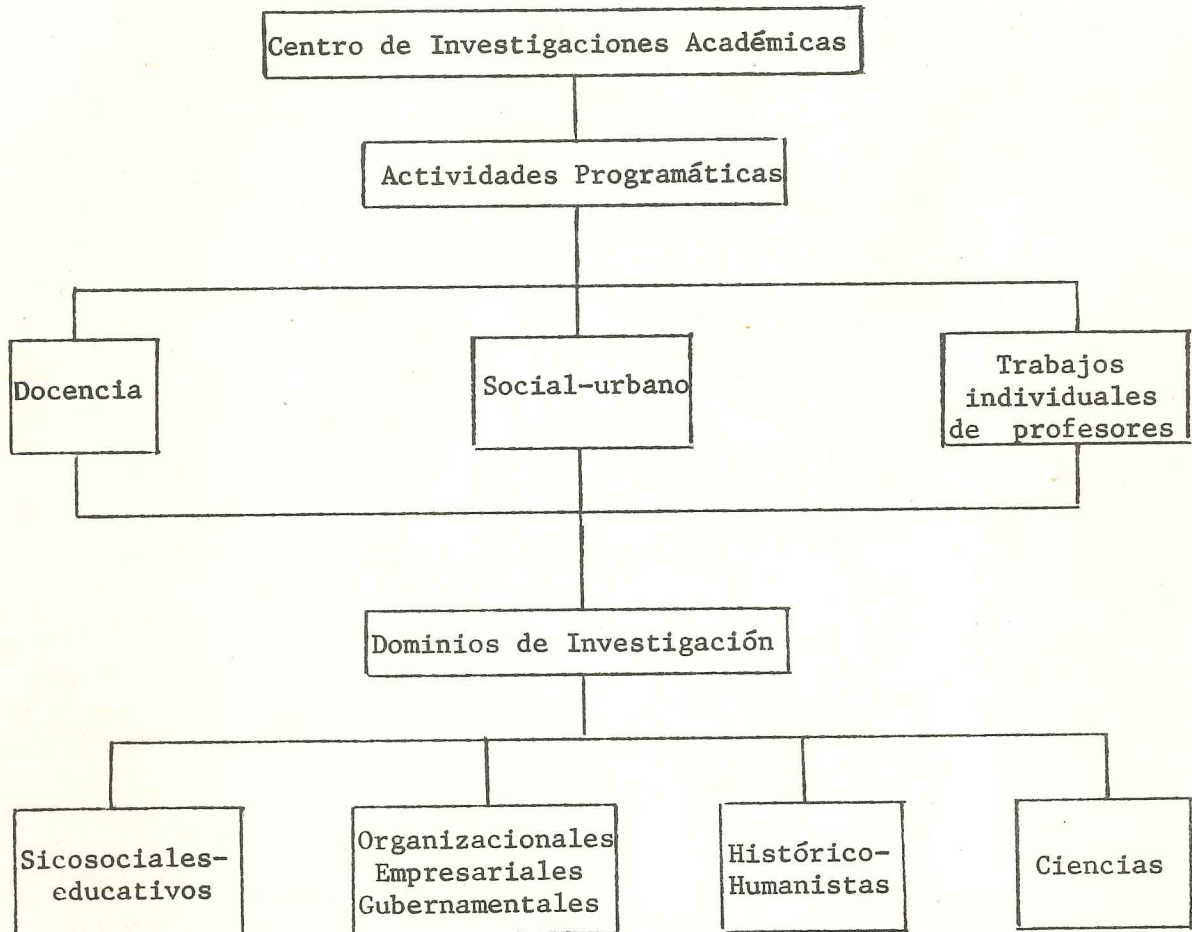 Centro de Investigaciones Académicas
Actividades Programáticas
Docencia
Social-urbano
Trabajos
individuales
de profesores
Dominios de Investigación
Sicosociales-
educativos
Organizacionales
Empresariales
Gubernamentales
Histórico-
Humanistas
Ciencias